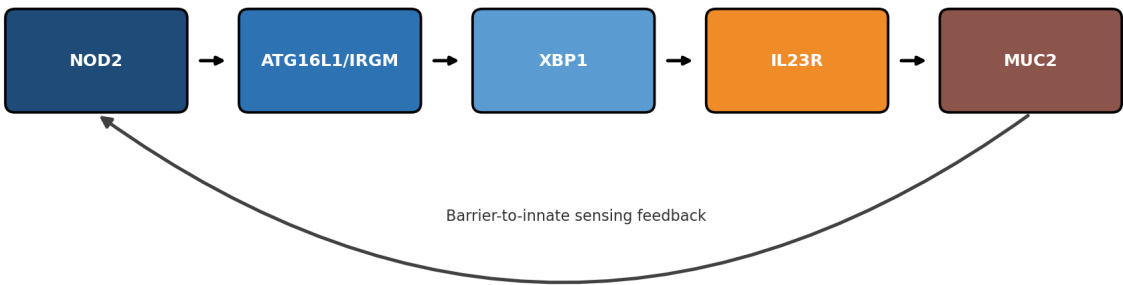 NOD2
ATG16L1/IRGM
XBP1
IL23R
MUC2
Barrier-to-innate sensing feedback